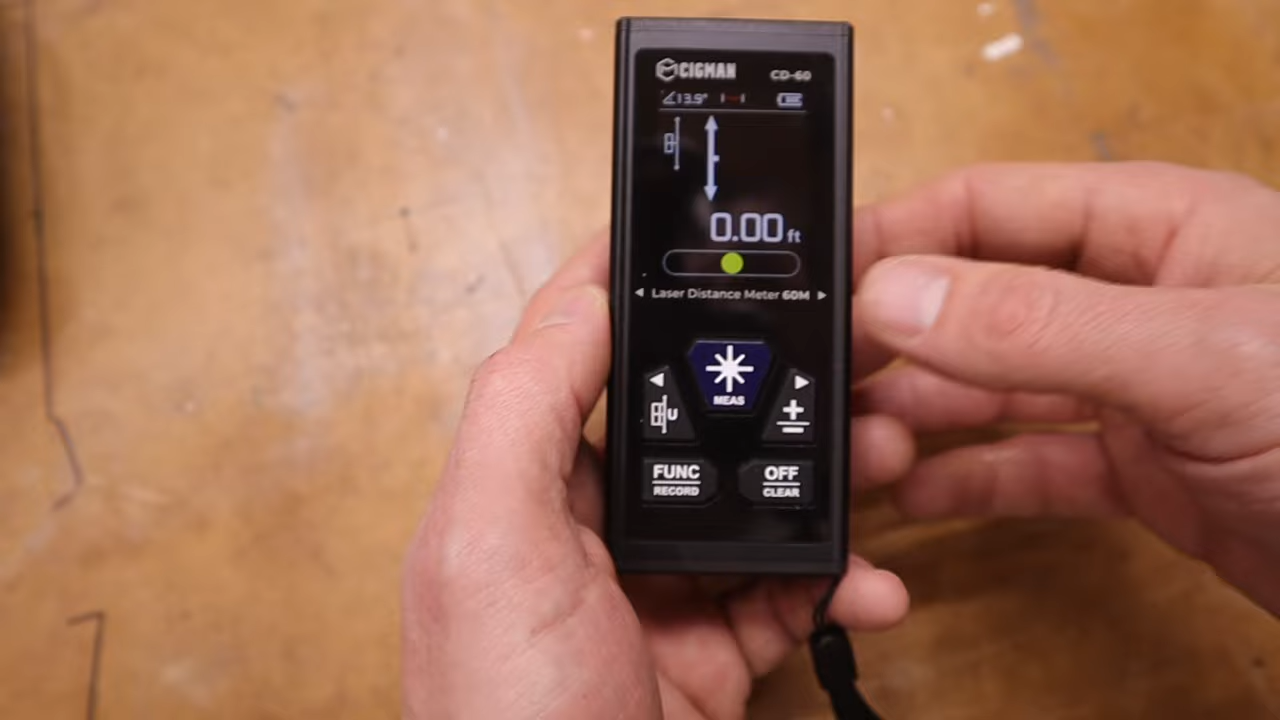 CIGMAN CD-60
∠13.9°
0.00 ft
◀ Laser Distance Meter 60M ▶
MEAS
U
FUNC OFF
RECORD CLEAR